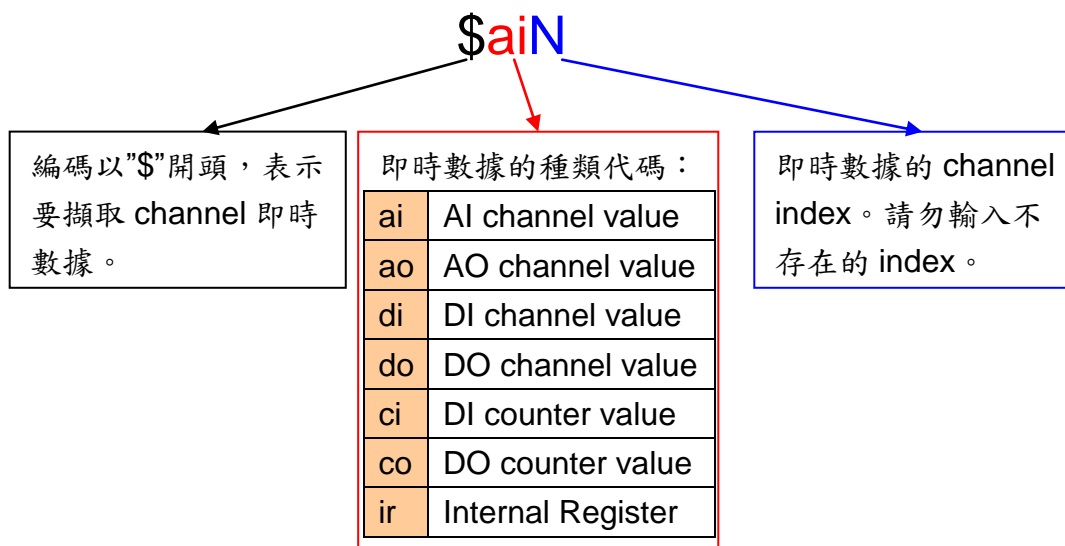 $aiN
編碼以”$”開頭，表示
要擷取 channel 即時
數據。
即時數據的種類代碼：
ai AI channel value
ao AO channel value
di DI channel value
do DO channel value
ci DI counter value
co DO counter value
ir Internal Register
即時數據的 channel
index。請勿輸入不
存在的 index。